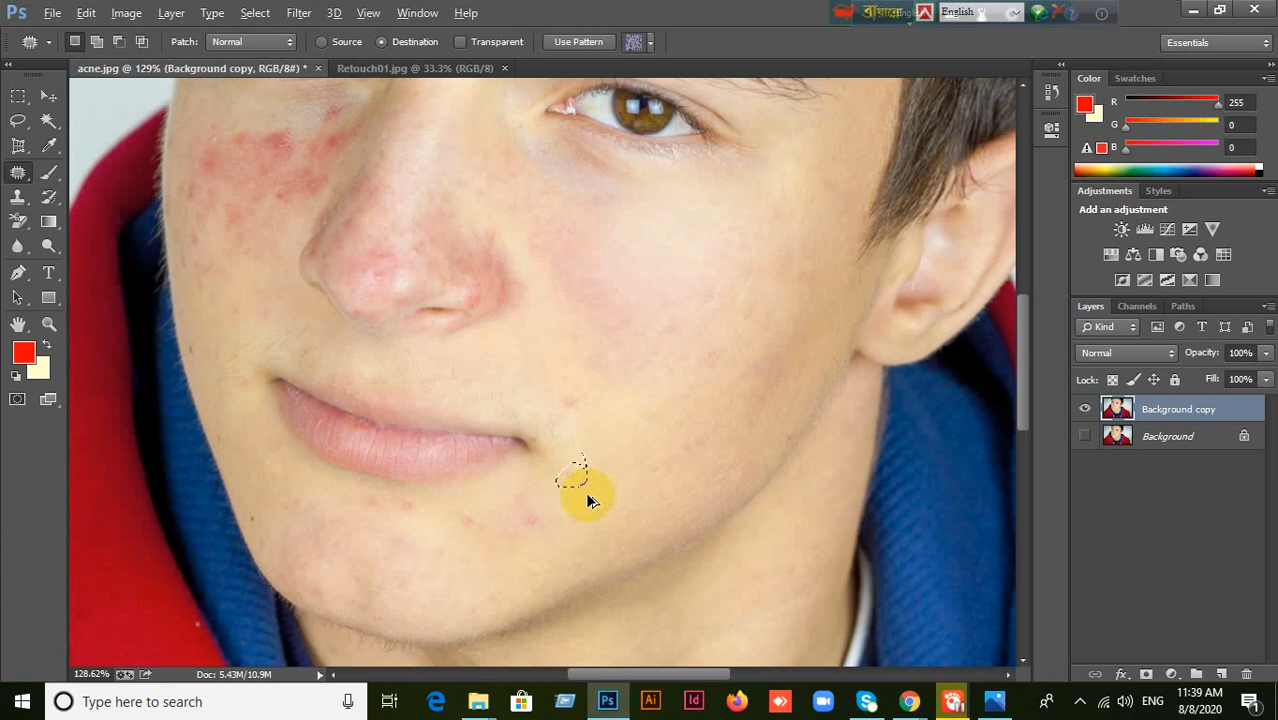 Ps File Edit Image Layer Type Select Filter 3D View Window Help
বায়ান্নো English
Patch: Normal Source Destination Transparent Use Pattern Essentials
acne.jpg @ 129% (Background copy, RGB/8#) * × Retouch01.jpg @ 33.3% (RGB/8) ×
Color Swatches
R 255
G 0
B 0
Adjustments Styles
Add an adjustment
Layers Channels Paths
Kind
Normal Opacity: 100%
Lock: Fill: 100%
Background copy
Background
128.62% Doc: 5.43M/10.9M
Type here to search
ENG
11:39 AM
8/8/2020